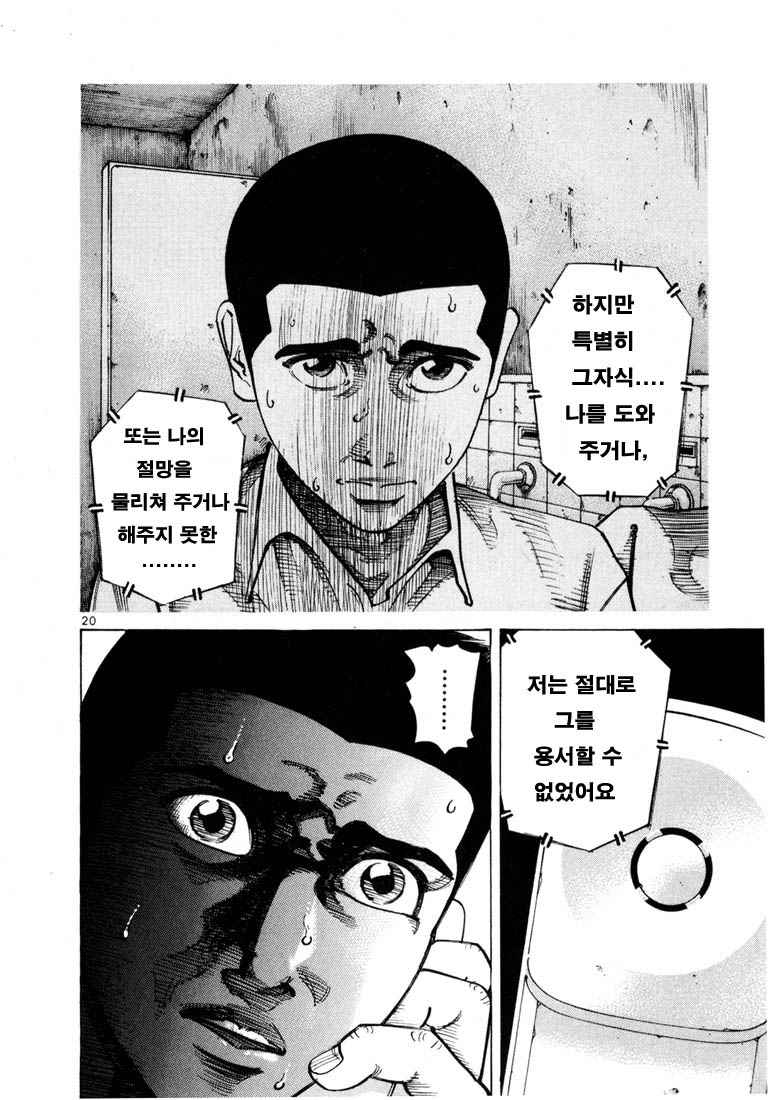 하지만
특별히
그자식....
나를 도와
주거나,
또는 나의
절망을
물리쳐 주거나
해주지 못한
........
20
저는 절대로
그를
용서할 수
없었어요
........